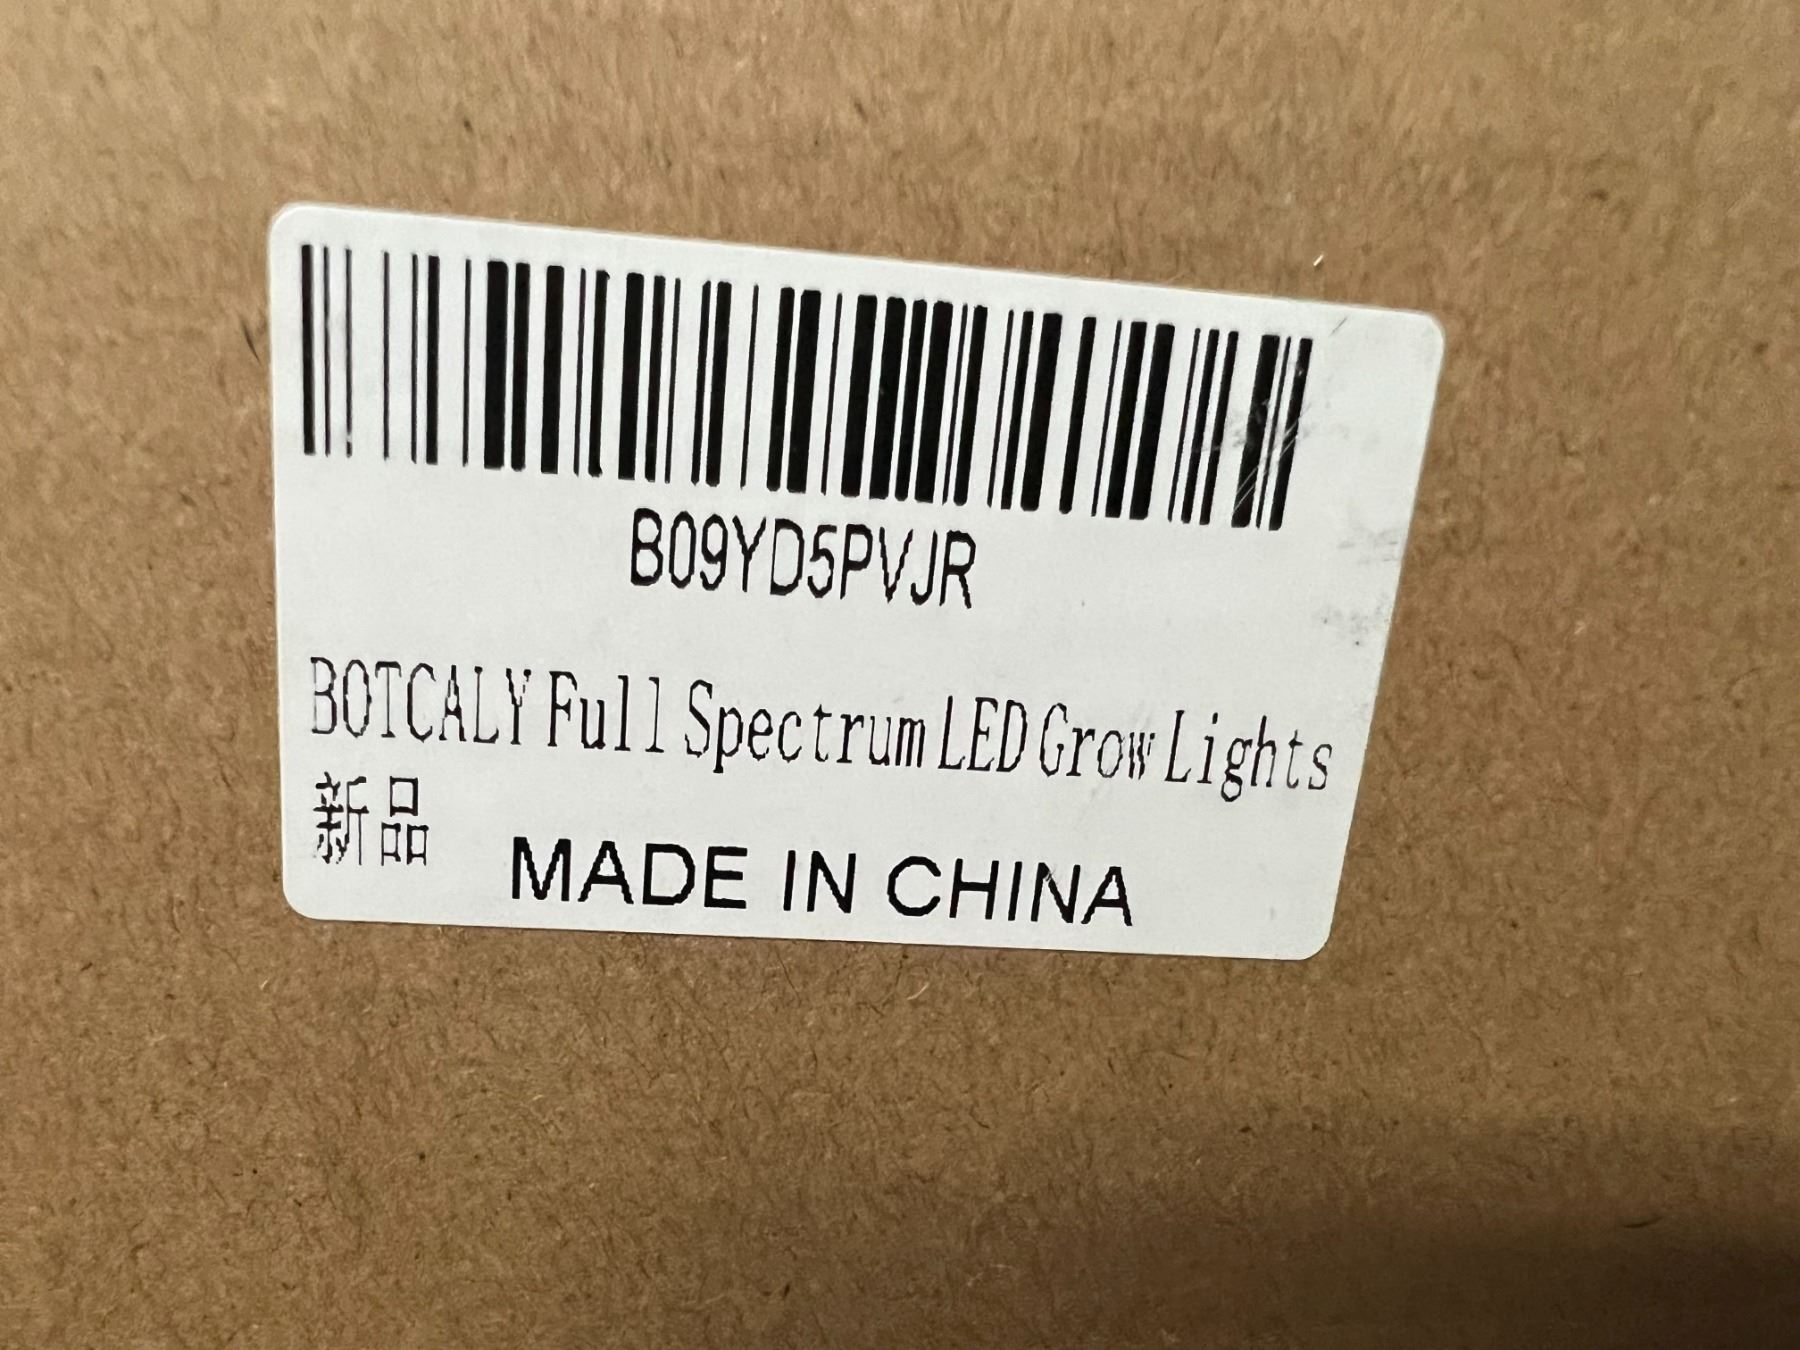 B09YD5PVJR
BOTCALY Full Spectrum LED Grow Lights
新品
MADE IN CHINA